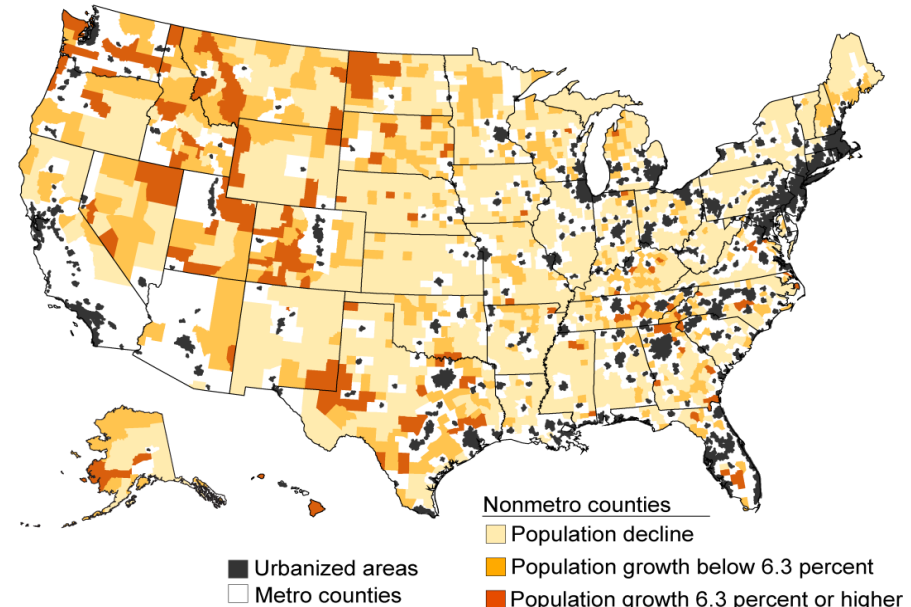 Nonmetro counties
Population decline
Population growth below 6.3 percent
Population growth 6.3 percent or higher
Urbanized areas
Metro counties